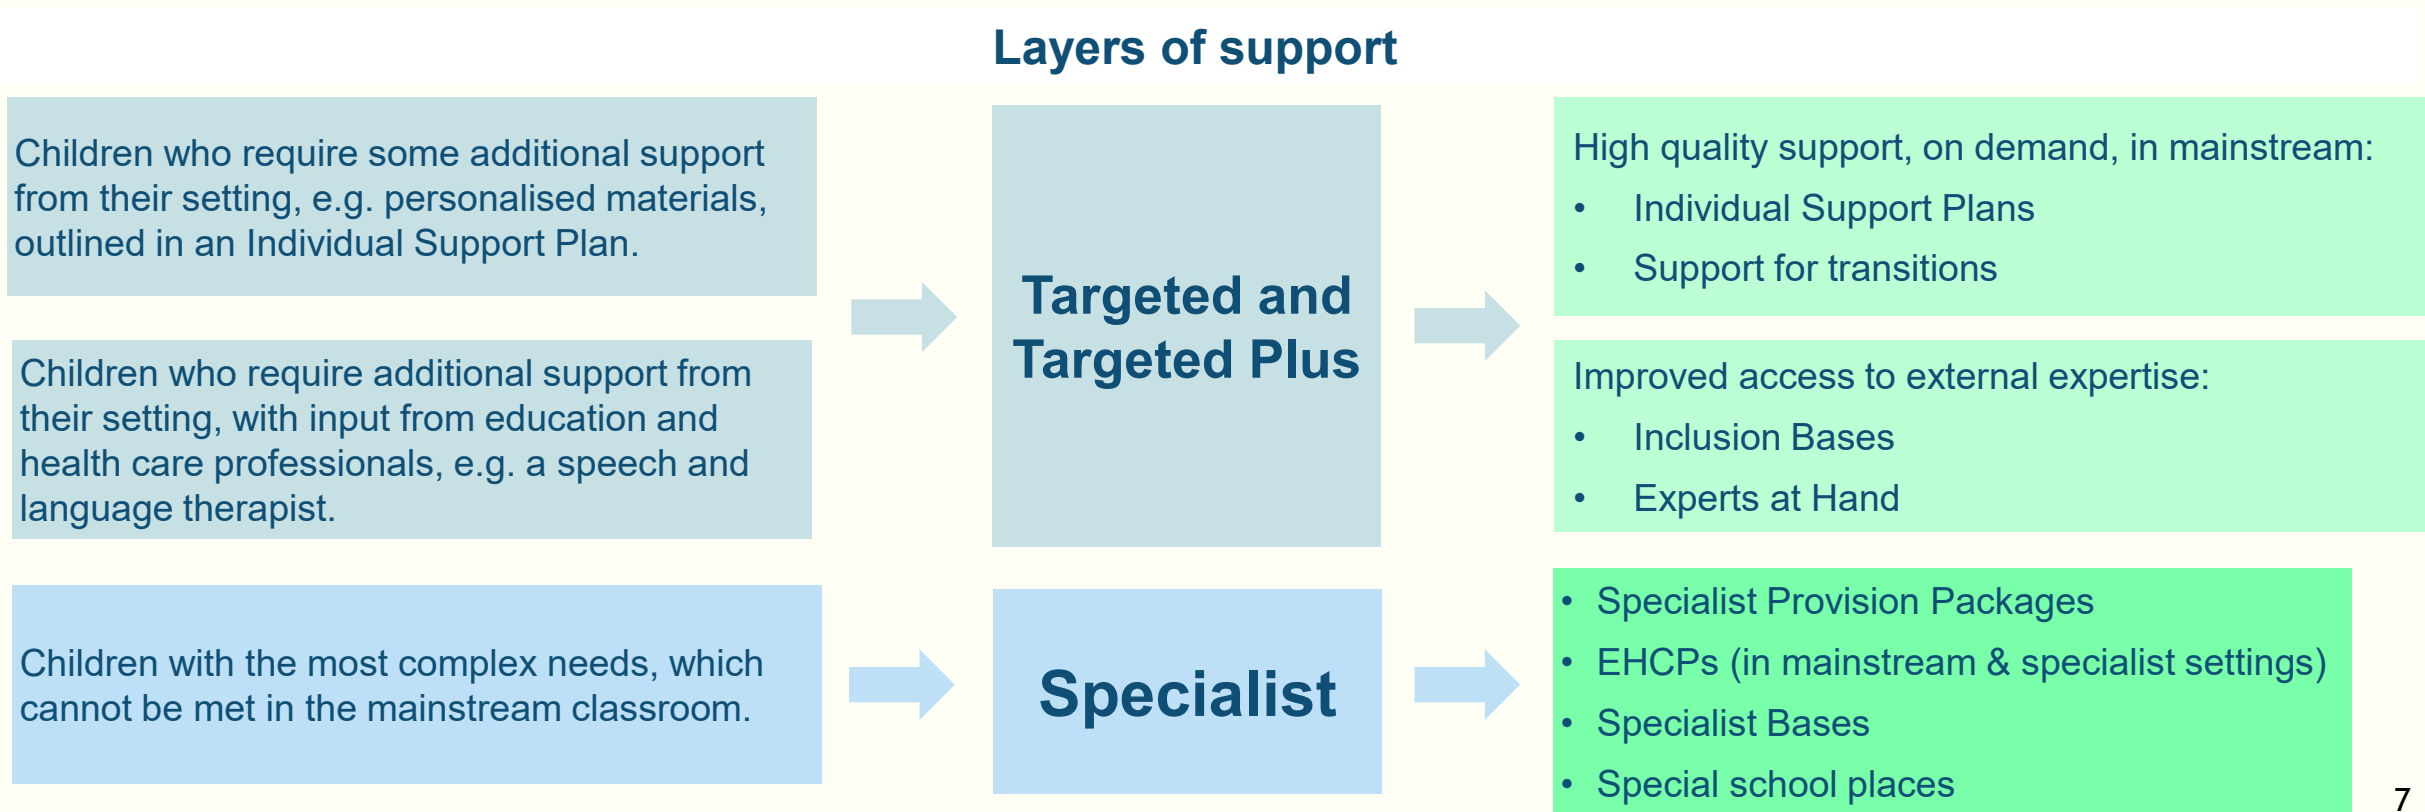 Layers of support
Children who require some additional support
from their setting, e.g. personalised materials,
outlined in an Individual Support Plan.
Children who require additional support from
their setting, with input from education and
health care professionals, e.g. a speech and
language therapist.
Children with the most complex needs, which
cannot be met in the mainstream classroom.
Targeted and
Targeted Plus
Specialist
High quality support, on demand, in mainstream:
• Individual Support Plans
• Support for transitions
Improved access to external expertise:
• Inclusion Bases
• Experts at Hand
• Specialist Provision Packages
• EHCPs (in mainstream & specialist settings)
• Specialist Bases
• Special school places
7